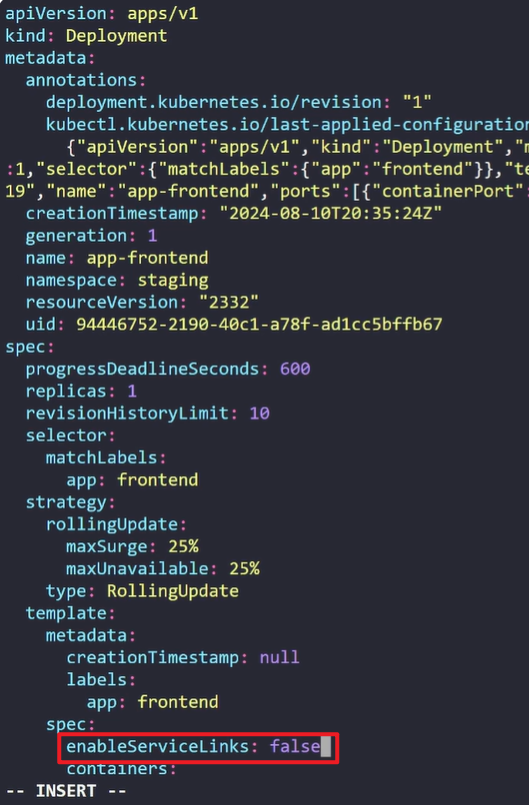 apiVersion: apps/v1
kind: Deployment
metadata:
  annotations:
    deployment.kubernetes.io/revision: "1"
    kubectl.kubernetes.io/last-applied-configuration
      {"apiVersion":"apps/v1","kind":"Deployment","m
:1,"selector":{"matchLabels":{"app":"frontend"}},"te
19","name":"app-frontend","ports":[{"containerPort":
  creationTimestamp: "2024-08-10T20:35:24Z"
  generation: 1
  name: app-frontend
  namespace: staging
  resourceVersion: "2332"
  uid: 94446752-2190-40c1-a78f-ad1cc5bffb67
spec:
  progressDeadlineSeconds: 600
  replicas: 1
  revisionHistoryLimit: 10
  selector:
    matchLabels:
      app: frontend
  strategy:
    rollingUpdate:
      maxSurge: 25%
      maxUnavailable: 25%
    type: RollingUpdate
  template:
    metadata:
      creationTimestamp: null
      labels:
        app: frontend
    spec:
      enableServiceLinks: false
      containers:
-- INSERT --